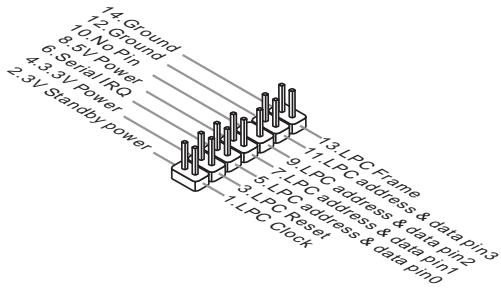 14.Ground
12.Ground
10.No Pin
8.5V Power
6.Serial IRQ
4.3.3V Power
2.3V Standby power
13.LPC Frame
11.LPC address & data pin3
9.LPC address & data pin2
7.LPC address & data pin1
5.LPC address & data pin0
3.LPC Reset
1.LPC Clock